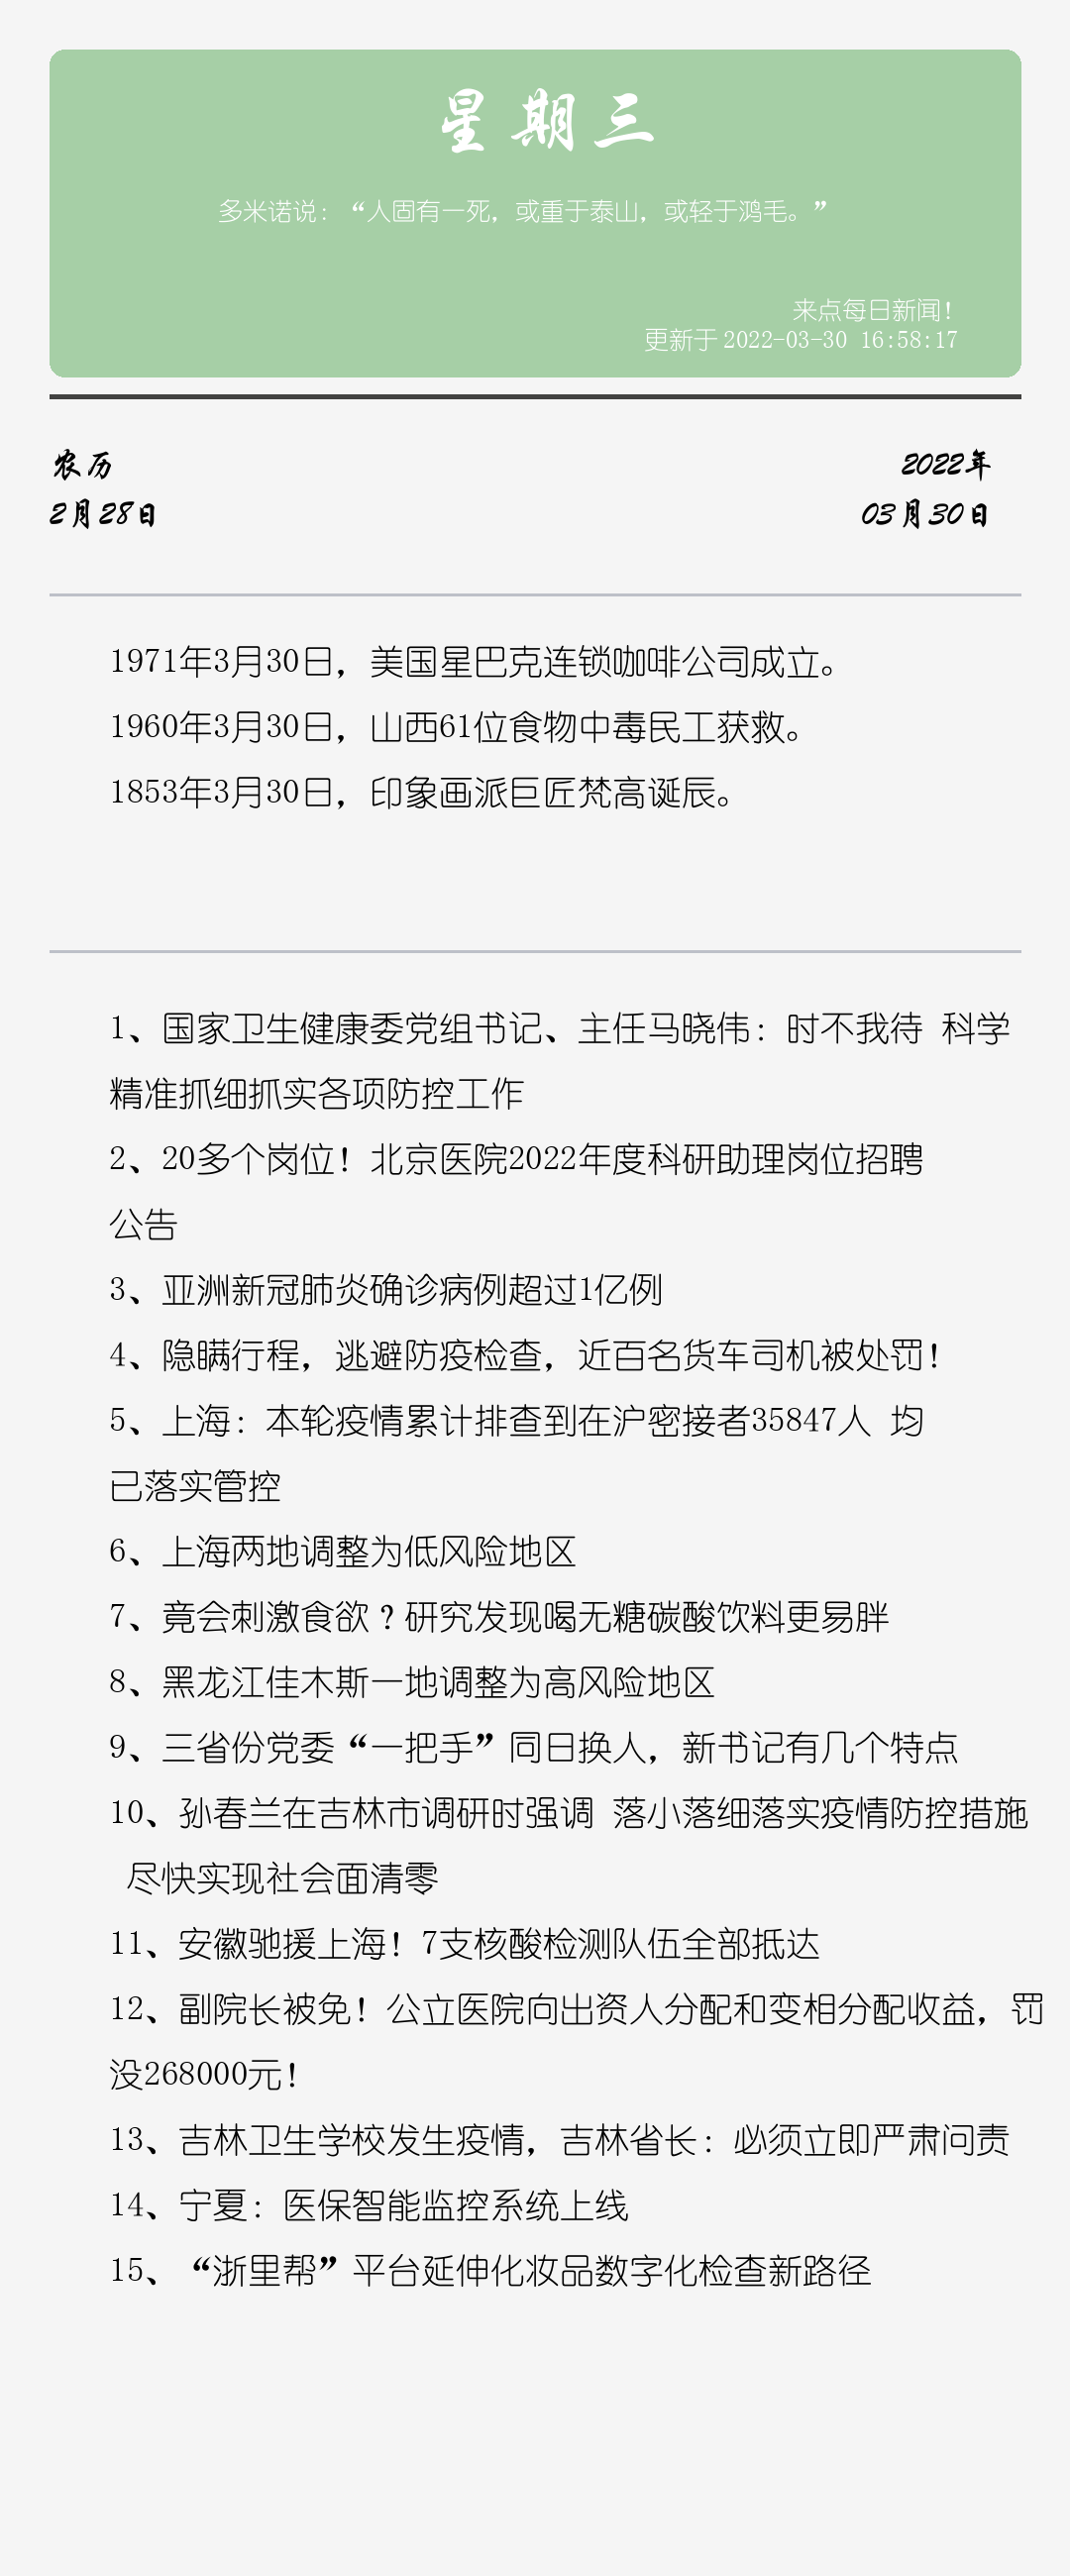 星期三
多米诺说：“人固有一死，或重于泰山，或轻于鸿毛。”
来点每日新闻！
更新于 2022-03-30 16:58:17
农历
2022年
2月28日
03月30日
1971年3月30日，美国星巴克连锁咖啡公司成立。
1960年3月30日，山西61位食物中毒民工获救。
1853年3月30日，印象画派巨匠梵高诞辰。
1、国家卫生健康委党组书记、主任马晓伟：时不我待 科学
精准抓细抓实各项防控工作
2、20多个岗位！北京医院2022年度科研助理岗位招聘
公告
3、亚洲新冠肺炎确诊病例超过1亿例
4、隐瞒行程，逃避防疫检查，近百名货车司机被处罚！
5、上海：本轮疫情累计排查到在沪密接者35847人 均
已落实管控
6、上海两地调整为低风险地区
7、竟会刺激食欲？研究发现喝无糖碳酸饮料更易胖
8、黑龙江佳木斯一地调整为高风险地区
9、三省份党委“一把手”同日换人，新书记有几个特点
10、孙春兰在吉林市调研时强调 落小落细落实疫情防控措施
尽快实现社会面清零
11、安徽驰援上海！7支核酸检测队伍全部抵达
12、副院长被免！公立医院向出资人分配和变相分配收益，罚
没268000元！
13、吉林卫生学校发生疫情，吉林省长：必须立即严肃问责
14、宁夏：医保智能监控系统上线
15、“浙里帮”平台延伸化妆品数字化检查新路径